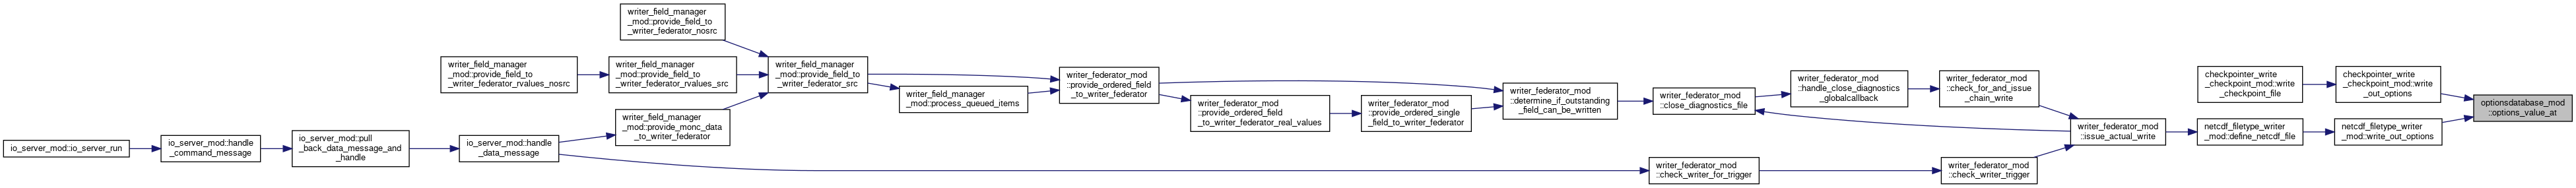 writer_field_manager
_mod::provide_field_to
_writer_federator_nosrc
writer_field_manager
_mod::provide_field_to
_writer_federator_rvalues_nosrc
writer_field_manager
_mod::provide_field_to
_writer_federator_rvalues_src
writer_field_manager
_mod::provide_field_to
_writer_federator_src
writer_field_manager
_mod::process_queued_items
writer_federator_mod
::provide_ordered_field
_to_writer_federator
writer_federator_mod
::provide_ordered_field
_to_writer_federator_real_values
writer_federator_mod
::provide_ordered_single
_field_to_writer_federator
writer_federator_mod
::determine_if_outstanding
_field_can_be_written
writer_federator_mod
::close_diagnostics_file
writer_federator_mod
::handle_close_diagnostics
_globalcallback
writer_federator_mod
::check_for_and_issue
_chain_write
checkpointer_write
_checkpoint_mod::write
_checkpoint_file
checkpointer_write
_checkpoint_mod::write
_out_options
optionsdatabase_mod
::options_value_at
io_server_mod::io_server_run
io_server_mod::handle
_command_message
io_server_mod::pull
_back_data_message_and
_handle
io_server_mod::handle
_data_message
writer_field_manager
_mod::provide_monc_data
_to_writer_federator
writer_federator_mod
::issue_actual_write
netcdf_filetype_writer
_mod::define_netcdf_file
netcdf_filetype_writer
_mod::write_out_options
writer_federator_mod
::check_writer_for_trigger
writer_federator_mod
::check_writer_trigger